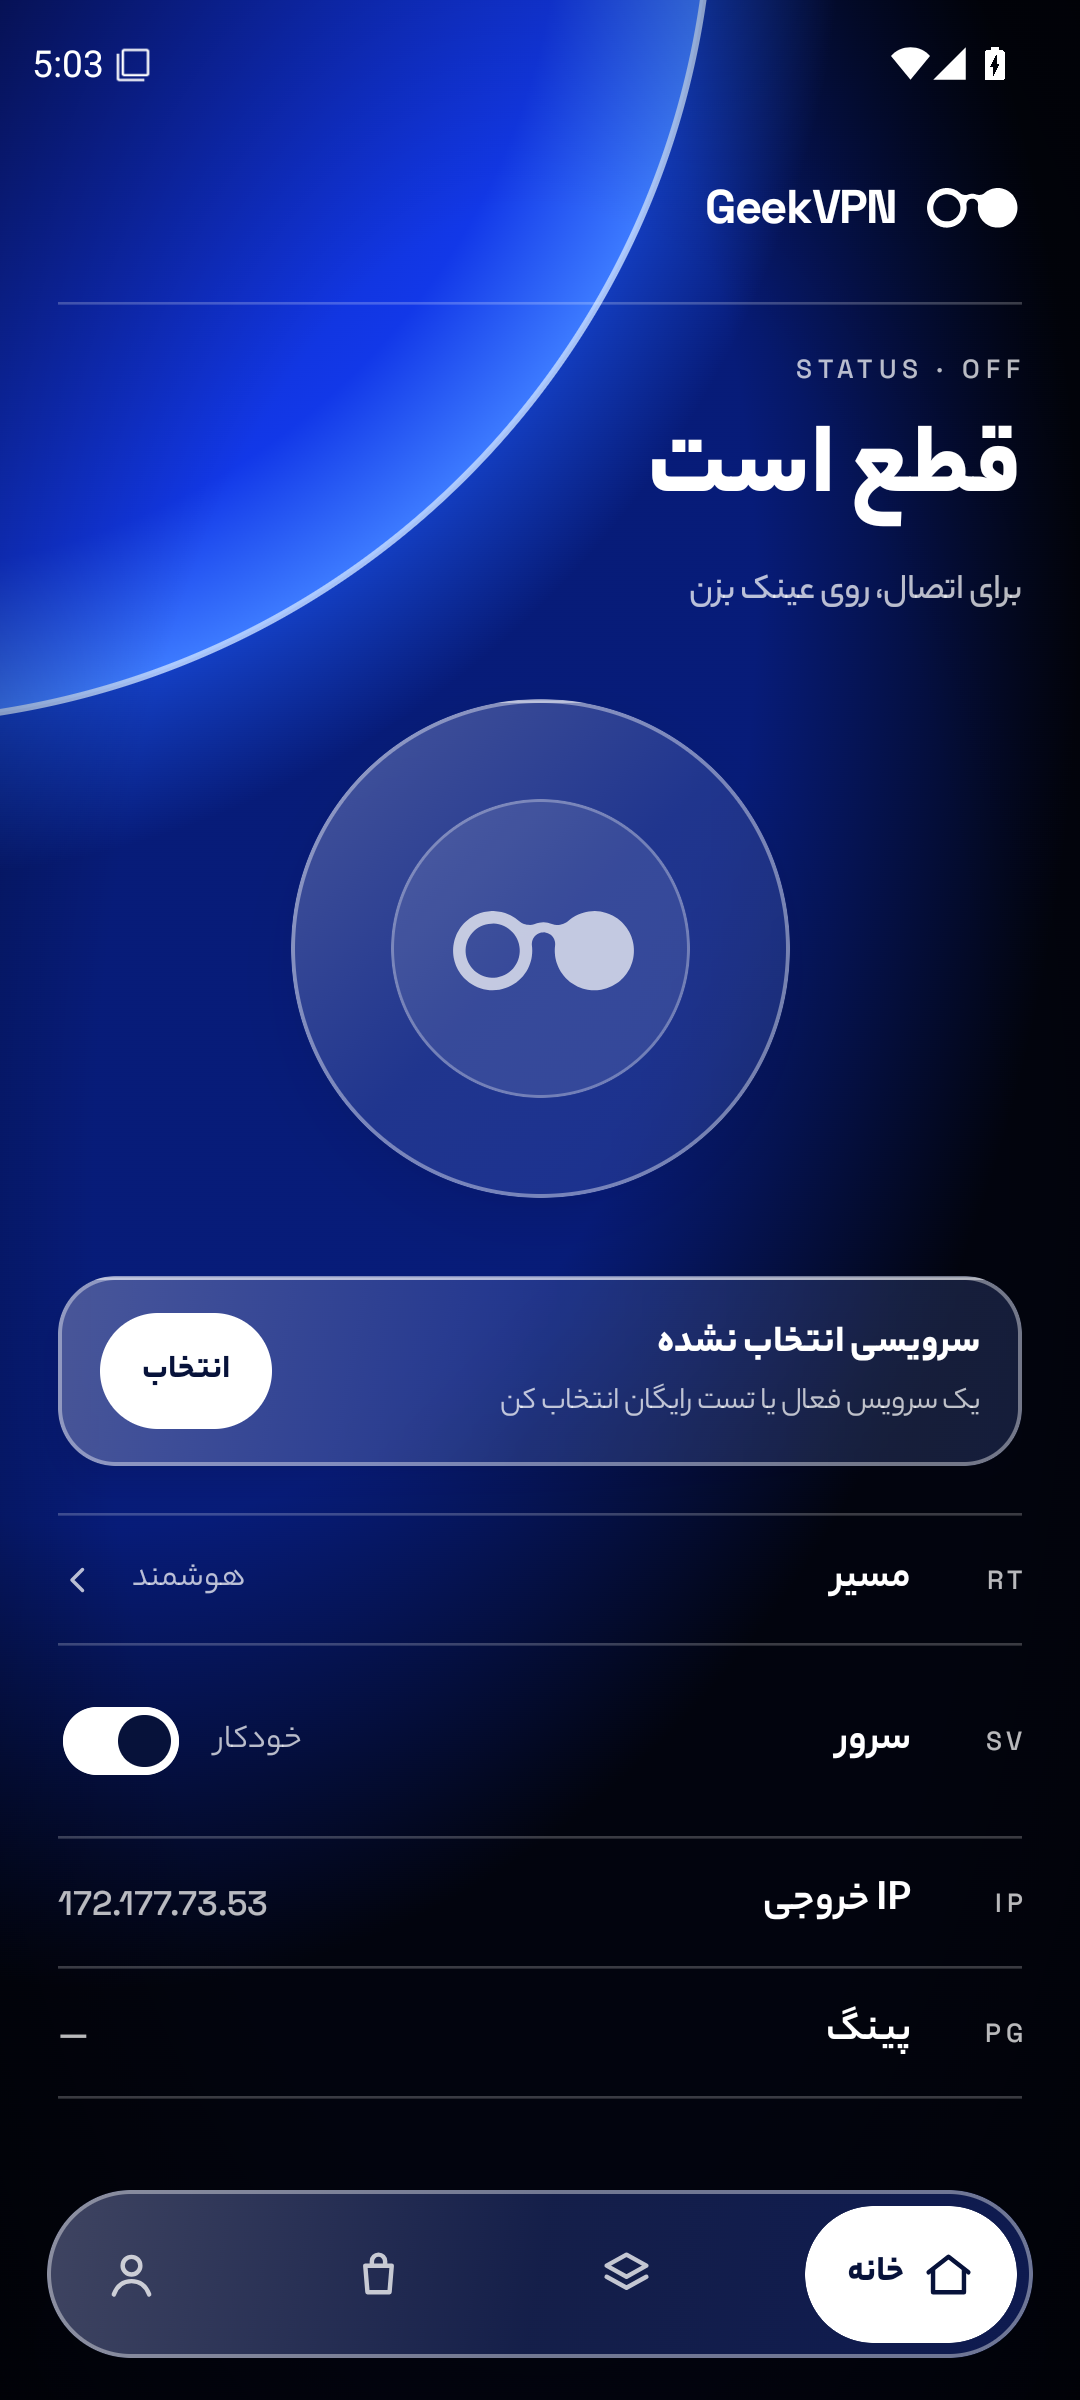 5:03
GeekVPN
STATUS · OFF
قطع است
برای اتصال، روی عینک بزن
سرویسی انتخاب نشده
یک سرویس فعال یا تست رایگان انتخاب کن
انتخاب
RT مسیر هوشمند
SV سرور خودکار
IP IP خروجی 172.177.73.53
PG پینگ —
خانه